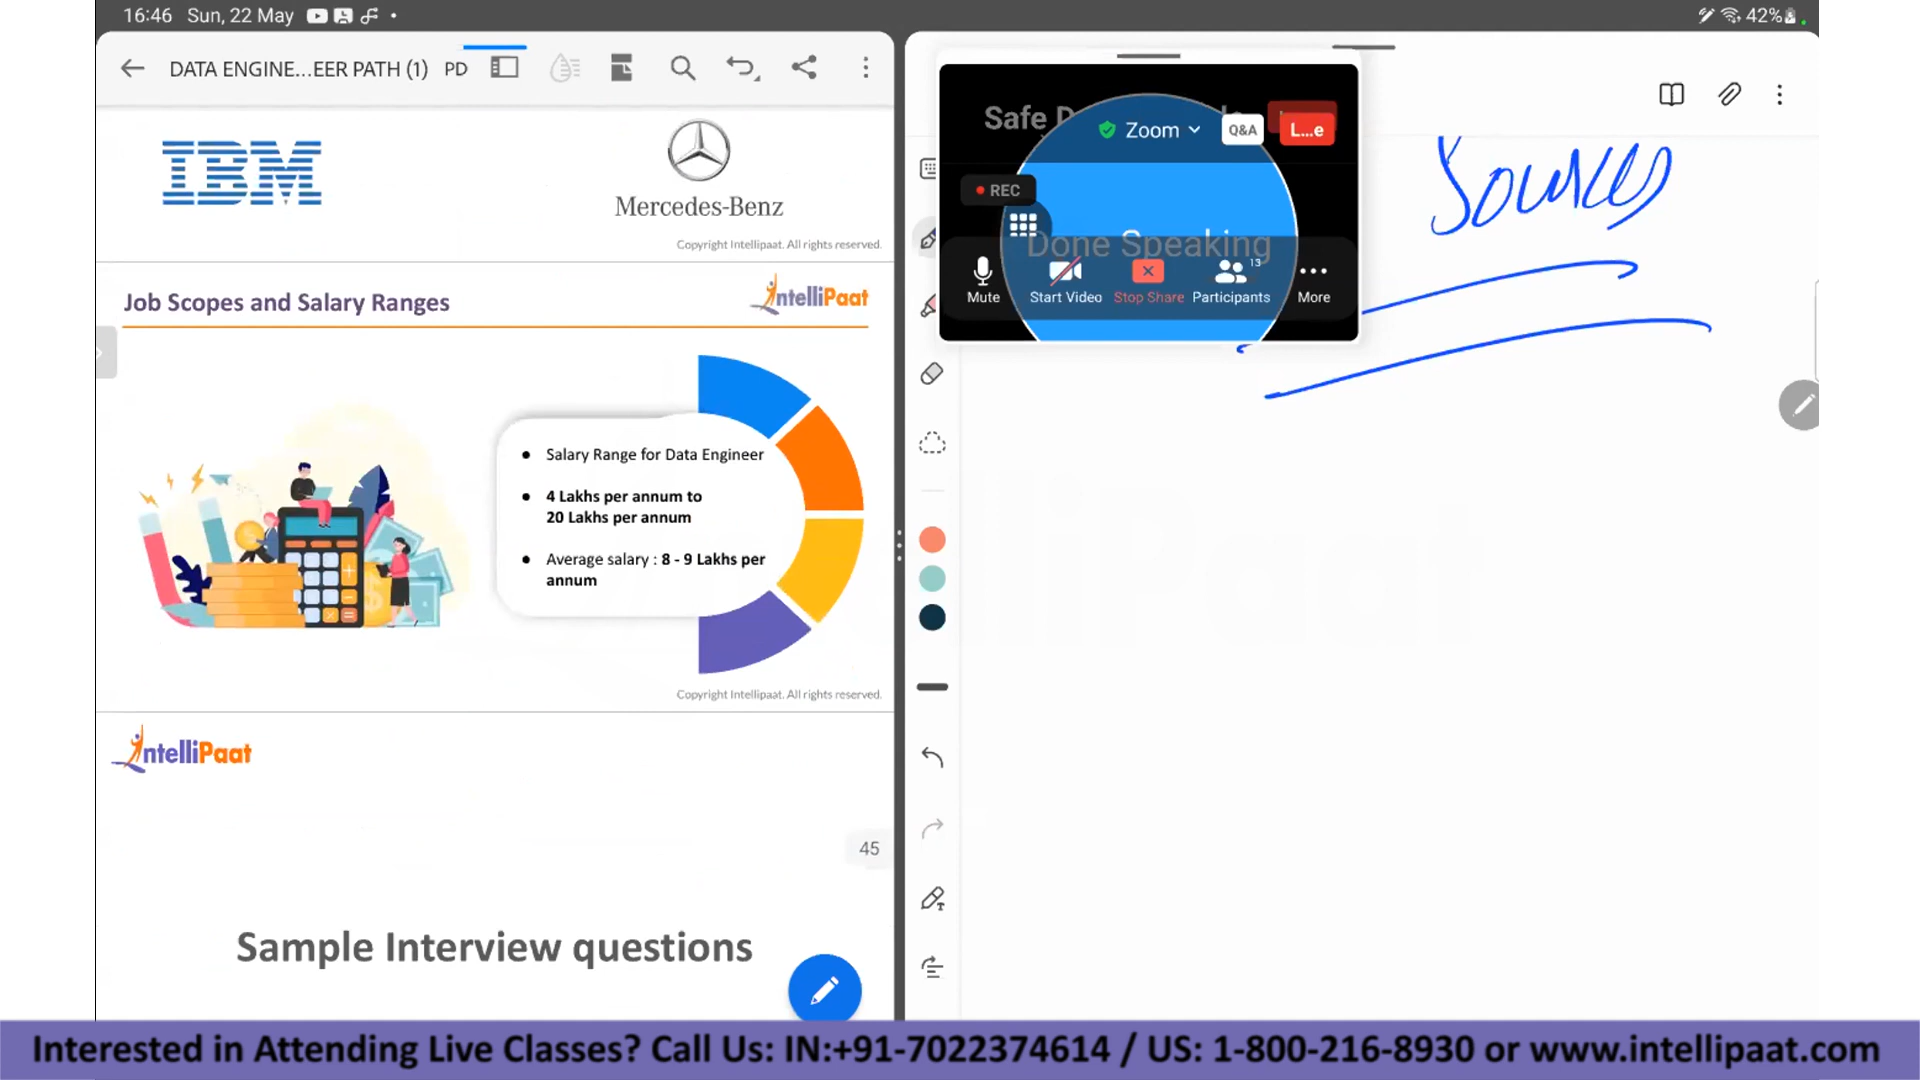 16:46 Sun, 22 May
42%
DATA ENGINE...EER PATH (1) PD
IBM
Mercedes-Benz
Copyright Intellipaat. All rights reserved.
Job Scopes and Salary Ranges
IntelliPaat
Salary Range for Data Engineer
4 Lakhs per annum to
20 Lakhs per annum
Average salary : 8 - 9 Lakhs per
annum
Copyright Intellipaat. All rights reserved.
IntelliPaat
45
Sample Interview questions
Safe D
Zoom
Q&A
L...e
REC
Done Speaking
13
Mute
Start Video
Stop Share
Participants
More
Sources
Interested in Attending Live Classes? Call Us: IN:+91-7022374614 / US: 1-800-216-8930 or www.intellipaat.com